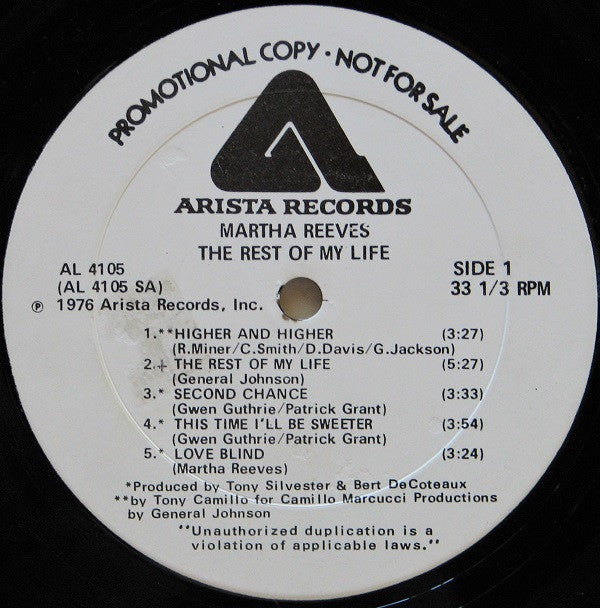 PROMOTIONAL COPY · NOT FOR SALE
ARISTA RECORDS
MARTHA REEVES
THE REST OF MY LIFE
AL 4105
(AL 4105 SA)
℗ 1976 Arista Records, Inc.
SIDE 1
33 1/3 RPM
1.**HIGHER AND HIGHER (3:27)
(R.Miner/C.Smith/D.Davis/G.Jackson)
2.+ THE REST OF MY LIFE (5:27)
(General Johnson)
3.* SECOND CHANCE (3:33)
(Gwen Guthrie/Patrick Grant)
4.* THIS TIME I'LL BE SWEETER (3:54)
(Gwen Guthrie/Patrick Grant)
5.* LOVE BLIND (3:24)
(Martha Reeves)
*Produced by Tony Silvester & Bert DeCoteaux
**by Tony Camillo for Camillo Marcucci Productions
by General Johnson
"Unauthorized duplication is a
violation of applicable laws."